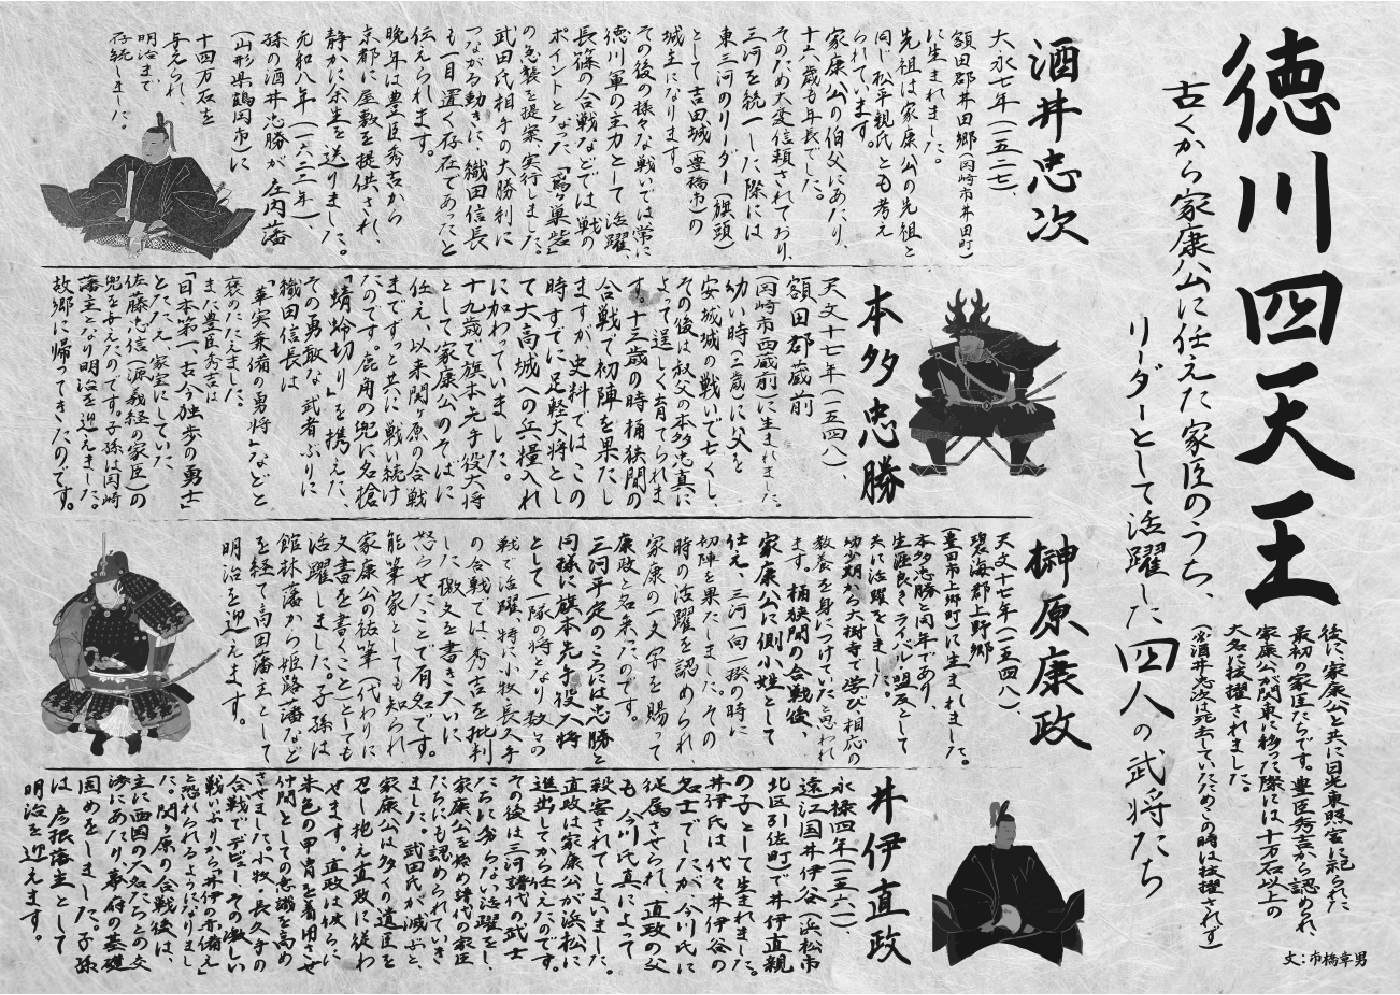 徳川四天王
古くから家康公に仕えた家臣のうち、
リーダーとして活躍した四人の武将たち
後に家康公と共に日光東照宮に祀られた
最初の家臣たちです。豊臣秀吉から認められ、
家康公が関東に移った際には十万石以上の
大名に抜擢されました。
(※酒井忠次は死去していたためこの時は抜擢されず)
文:市橋章男
酒井忠次
大永七年(一五二七)、
額田郡井田郷(岡崎市井田町)
に生まれました。
先祖は家康公の先祖と
同じ松平親氏とも考え
られています。
家康公の伯父にあたり、
十六歳も年長でした。
そのため大変信頼されており、
三河を統一した際には
東三河のリーダー(旗頭)
として吉田城(豊橋市)の
城主になります。
その後の様々な戦いでは常に
徳川軍の主力として活躍、
長篠の合戦などでは戦の
ポイントとなった「鳶ヶ巣砦」
の急襲を提案、実行しました。
武田氏相手の大勝利に
つながる動きに、織田信長
も一目置く存在であったと
伝えられます。
晩年は豊臣秀吉から
京都に屋敷を提供され、
静かに余生を送りました。
元和八年(一六二二年)、
孫の酒井忠勝が庄内藩
(山形県鶴岡市)に
十四万石を
与えられ、
明治まで
存続しました。
本多忠勝
天文十七年(一五四八)、
額田郡蔵前
(岡崎市西蔵前)に生まれました。
幼い時(二歳)に父を
安城城の戦いで亡くし、
その後は叔父の本多忠真に
よって逞しく育てられま
す。十三歳の時桶狭間の
合戦で初陣を果たし
ますが、史料ではこの
時すでに足軽大将とし
て大高城への兵糧入れ
に加わっていました。
十九歳で旗本先手役大将
として家康公のそばに
仕え、以来関ヶ原の合戦
までずっと共に戦い続け
たのです。鹿角の兜に名槍
「蜻蛉切り」を携えた、
その勇敢な武者ぶりに
織田信長は
「華実兼備の勇将」などと
褒めたたえました。
また豊臣秀吉は
「日本第一、古今独歩の勇士」
とたたえ、家宝にしていた
佐藤忠信(源義経の家臣)の
兜を与えたのです。子孫は岡崎
藩主となり明治を迎えました。
故郷に帰ってきたのです。
榊原康政
天文十七年(一五四八)、
碧海郡上野郷
(豊田市上郷町)に生まれました。
本多忠勝と同年であり、
生涯良きライバル・盟友として
共に活躍をしました。
幼少期から大樹寺で学び相応の
教養を身につけていたと思われ
ます。桶狭間の合戦後、
家康公に側小姓として
仕え、三河一向一揆の時に
初陣を果たしました。その
時の活躍を認められ、
家康の一文字を賜って
康政と名乗ったのです。
三河平定のころには忠勝と
同様に旗本先手役大将
として一隊の将となり数々の
戦で活躍、特に小牧・長久手
の合戦では、秀吉を批判
した檄文を書き大いに
怒らせたことで有名です。
能筆家としても知られ
家康公の祐筆(代わりに
文書を書くこと)としても
活躍しました。子孫は
館林藩から姫路藩など
を経て高田藩主として
明治を迎えます。
井伊直政
永禄四年(一五六一)、
遠江国井伊谷(浜松市
北区引佐町)で井伊直親
の子として生まれました。
井伊氏は代々井伊谷の
名士でしたが、今川氏に
従属させられ、直政の父
も、今川氏真によって
殺害されてしまいました。
直政は家康公が浜松に
進出してから仕えたのです。
その後は三河譜代の武士
たちに劣らない活躍をし、
家康公を始め譜代の家臣
たちにも認められていき
ました。武田氏が滅ぶと、
家康公は多くの遺臣を
召し抱え直政に従わ
せます。直政は彼らに
朱色の甲冑を着用させ
仲間としての意識を高め
させました。小牧・長久手の
合戦でデビュー、その激しい
戦いぶりから「井伊の赤備え」
と恐れられるようになりまし
た。関ヶ原の合戦後は、
主に西国の大名たちとの交
渉にあたり、幕府の基礎
固めをしました。子孫
は彦根藩主として
明治を迎えます。